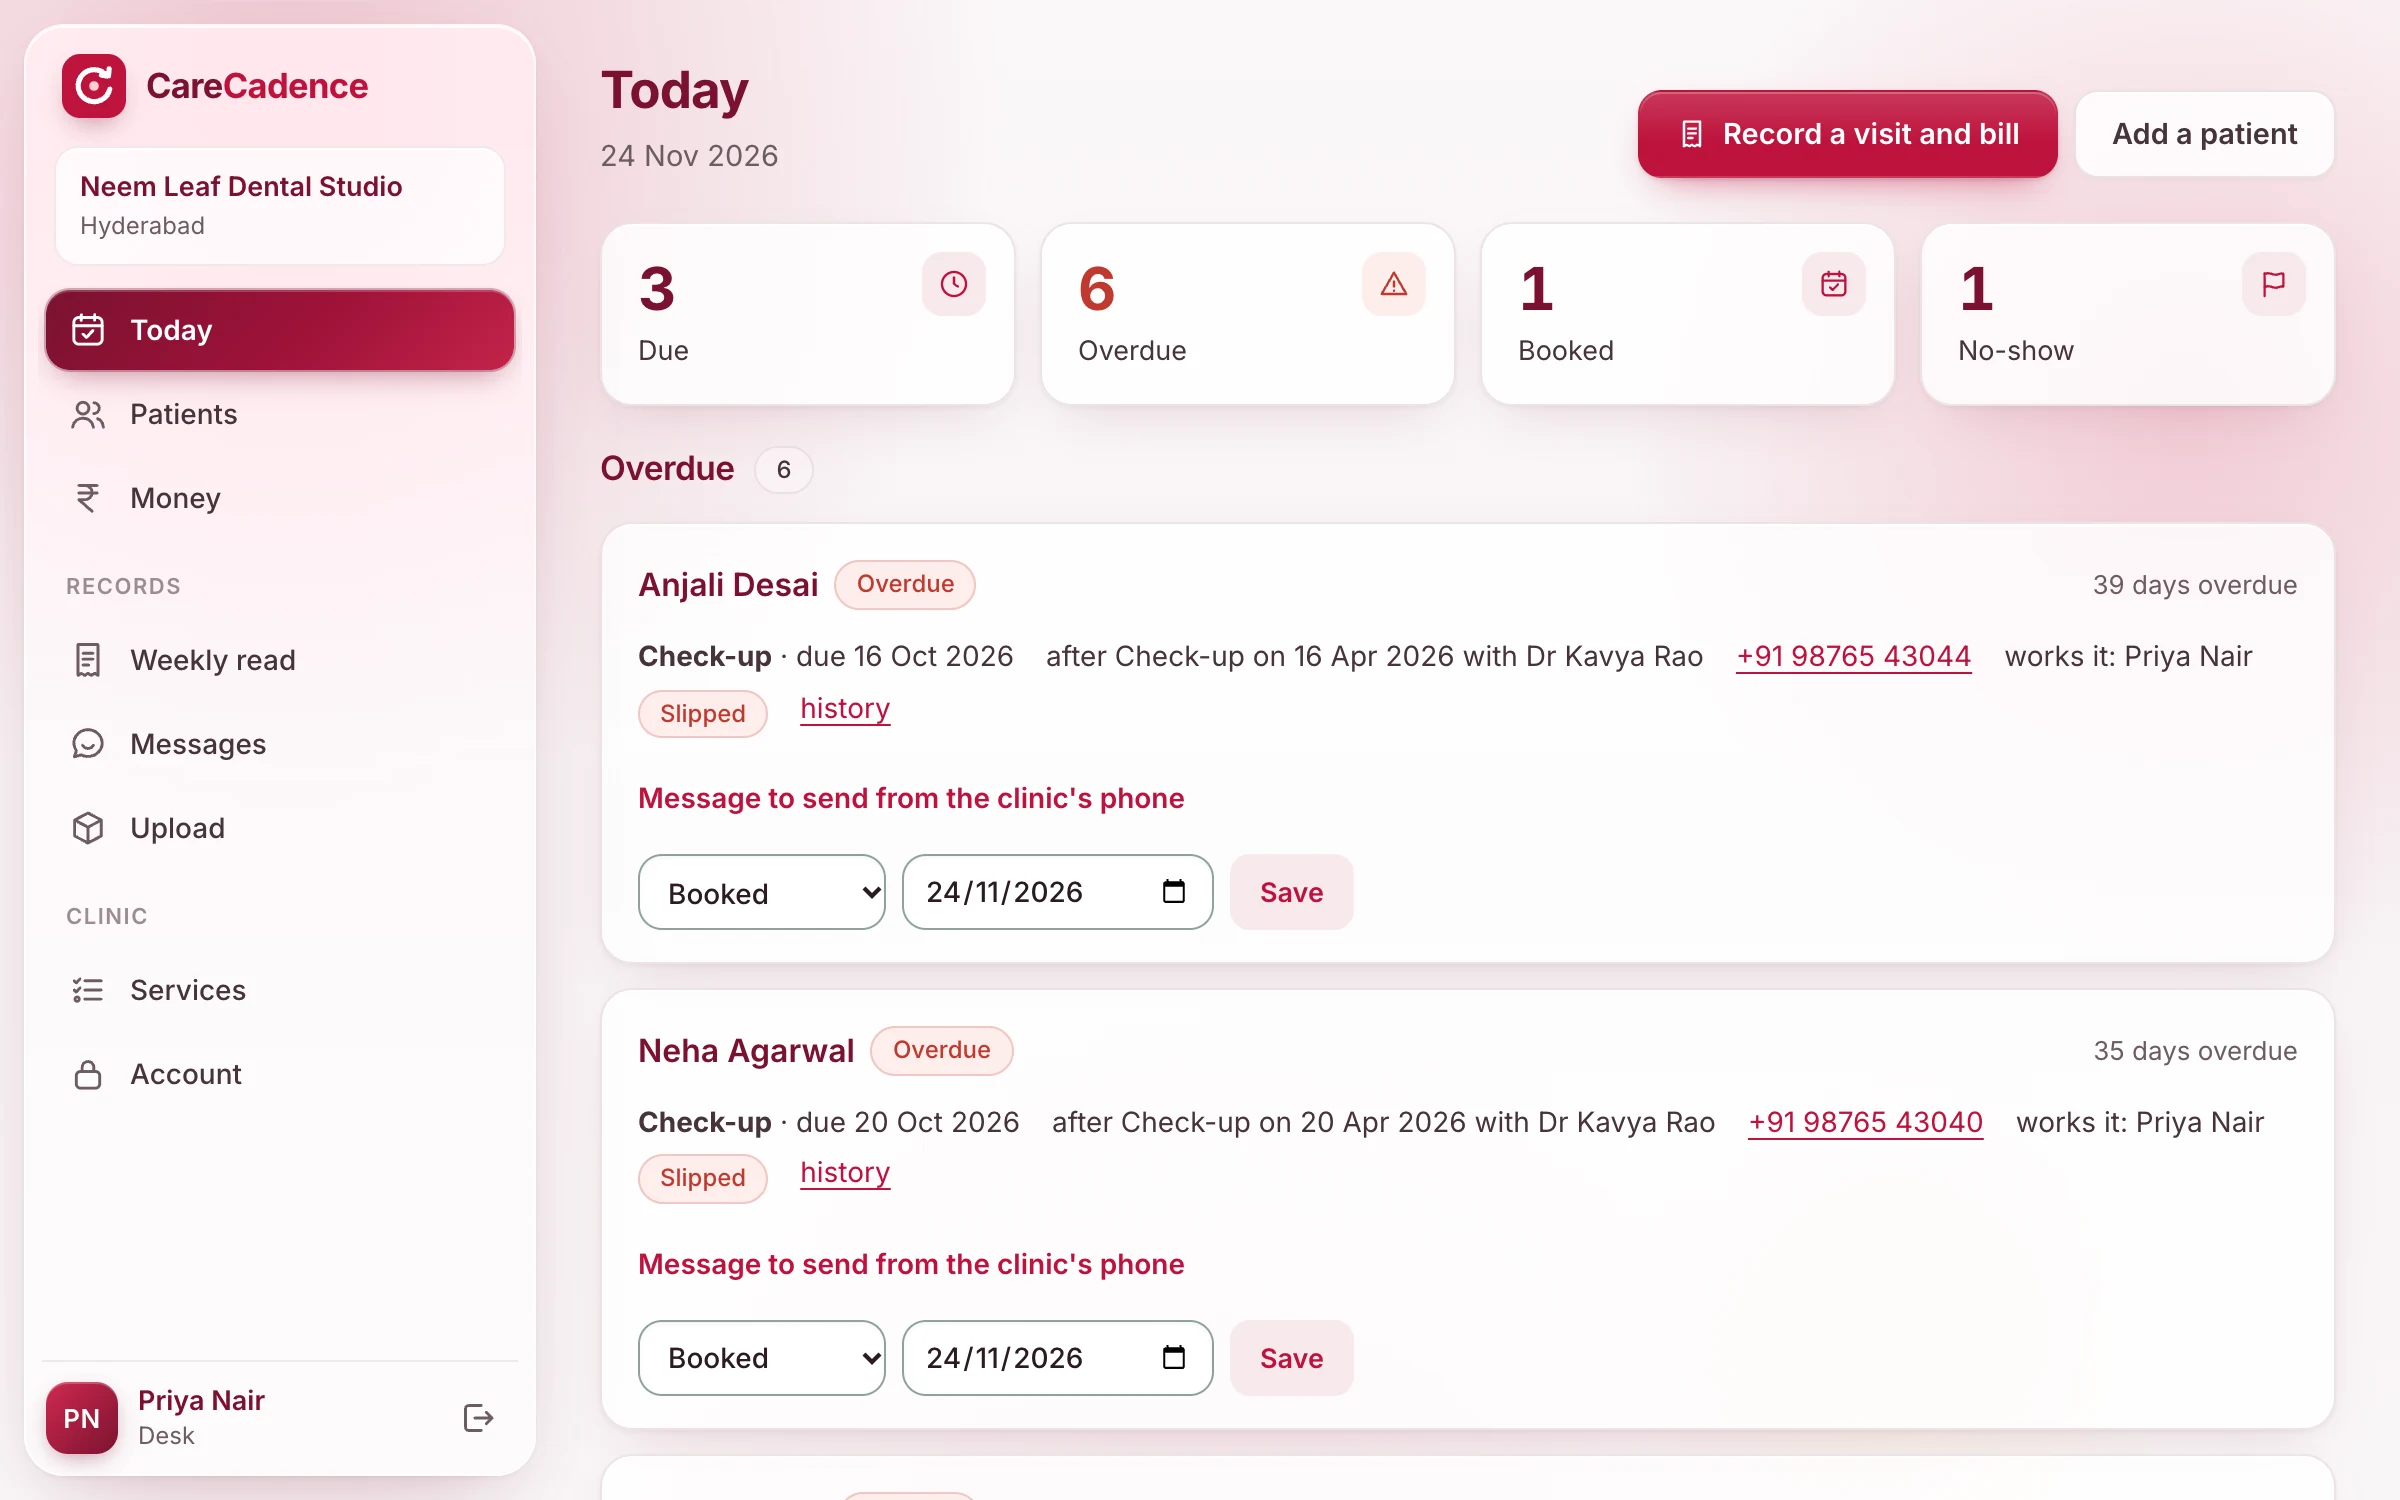 CareCadence
Neem Leaf Dental Studio
Hyderabad
Today
Patients
₹ Money
RECORDS
Weekly read
Messages
Upload
CLINIC
Services
Account
PN
Priya Nair
Desk
Today
24 Nov 2026
Record a visit and bill
Add a patient
3
Due
6
Overdue
1
Booked
1
No-show
Overdue 6
Anjali Desai Overdue 39 days overdue
Check-up · due 16 Oct 2026 after Check-up on 16 Apr 2026 with Dr Kavya Rao +91 98765 43044 works it: Priya Nair
Slipped history
Message to send from the clinic's phone
Booked 24/11/2026 Save
Neha Agarwal Overdue 35 days overdue
Check-up · due 20 Oct 2026 after Check-up on 20 Apr 2026 with Dr Kavya Rao +91 98765 43040 works it: Priya Nair
Slipped history
Message to send from the clinic's phone
Booked 24/11/2026 Save